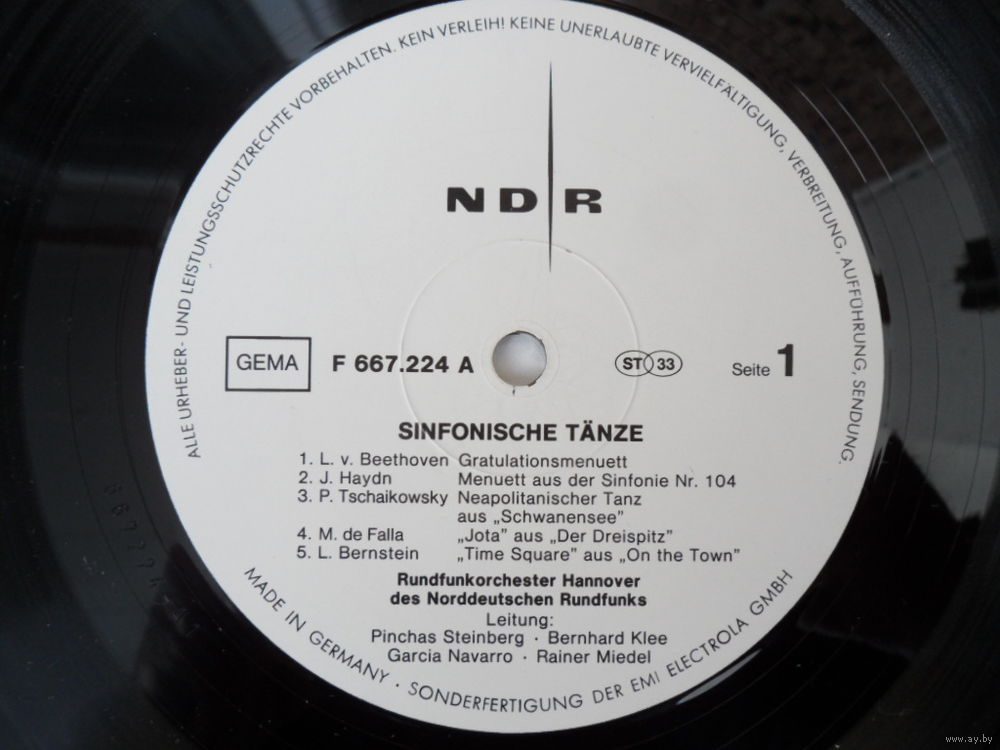 ALLE URHEBER- UND LEISTUNGSSCHUTZRECHTE VORBEHALTEN. KEIN VERLEIH! KEINE UNERLAUBTE VERVIELFÄLTIGUNG, VERBREITUNG, AUFFÜHRUNG, SENDUNG.
NDR
GEMA F 667.224 A ST 33 Seite 1
SINFONISCHE TÄNZE
1. L. v. Beethoven Gratulationsmenuett
2. J. Haydn Menuett aus der Sinfonie Nr. 104
3. P. Tschaikowsky Neapolitanischer Tanz
aus „Schwanensee”
4. M. de Falla „Jota” aus „Der Dreispitz”
5. L. Bernstein „Time Square” aus „On the Town”
Rundfunkorchester Hannover
des Norddeutschen Rundfunks
Leitung:
Pinchas Steinberg · Bernhard Klee
Garcia Navarro · Rainer Miedel
MADE IN GERMANY · SONDERFERTIGUNG DER EMI ELECTROLA GMBH
www.ay.by